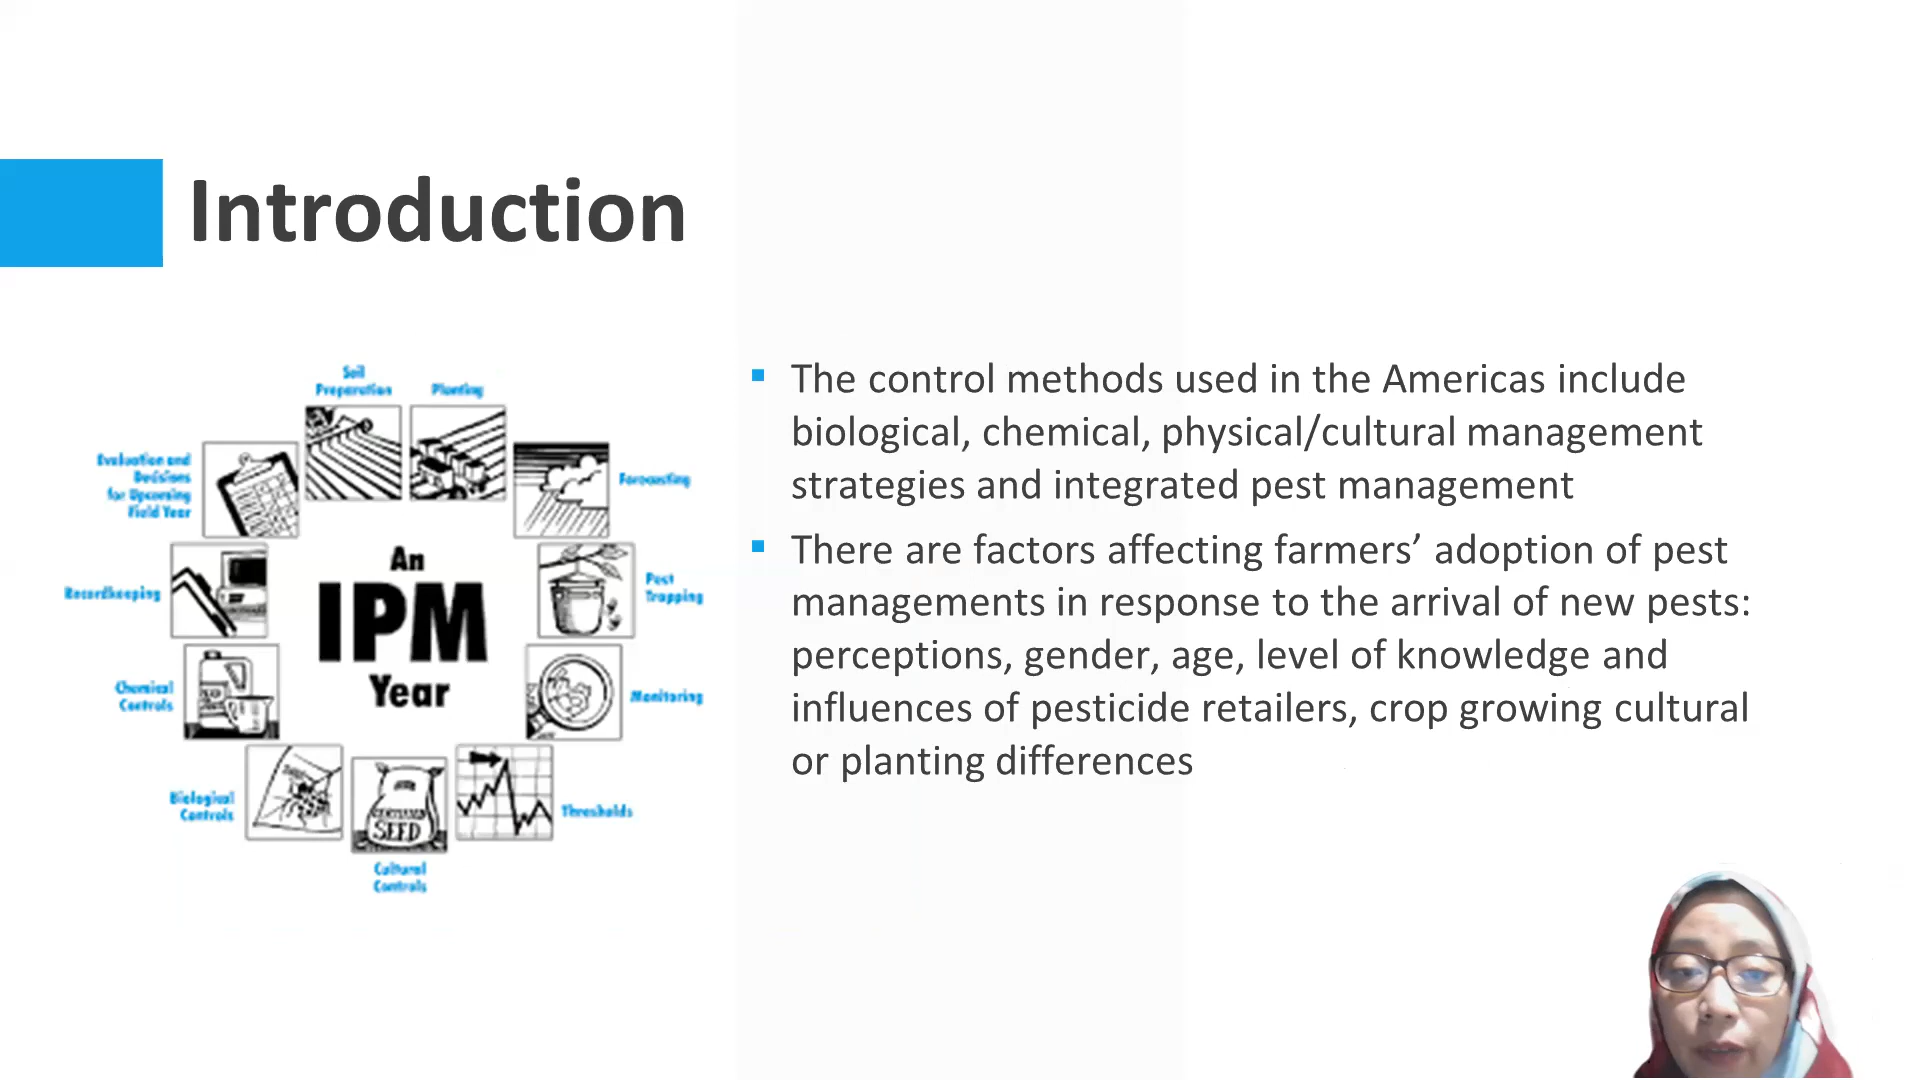 Introduction
Soil
Preparation
Planting
Evaluation and
Decisions
for Upcoming
Field Year
Forecasting
An
IPM
Year
Recordkeeping
Pest
Trapping
Chemical
Controls
Monitoring
Biological
Controls
SEED
Thresholds
Cultural
Controls
The control methods used in the Americas include
biological, chemical, physical/cultural management
strategies and integrated pest management
There are factors affecting farmers’ adoption of pest
managements in response to the arrival of new pests:
perceptions, gender, age, level of knowledge and
influences of pesticide retailers, crop growing cultural
or planting differences